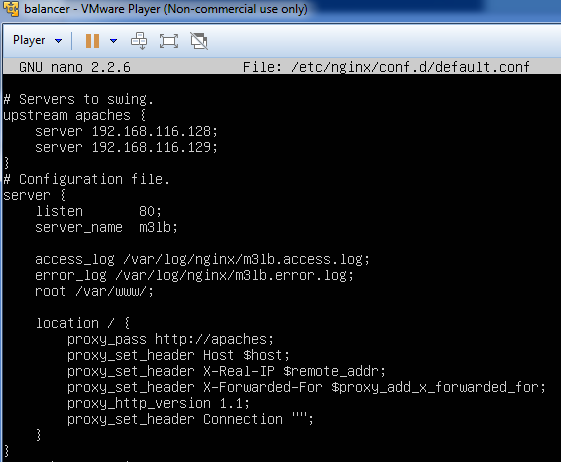 balancer - VMware Player (Non-commercial use only)
Player
GNU nano 2.2.6 File: /etc/nginx/conf.d/default.conf
# Servers to swing.
upstream apaches {
server 192.168.116.128;
server 192.168.116.129;
}
# Configuration file.
server {
listen 80;
server_name m3lb;
access_log /var/log/nginx/m3lb.access.log;
error_log /var/log/nginx/m3lb.error.log;
root /var/www/;
location / {
proxy_pass http://apaches;
proxy_set_header Host $host;
proxy_set_header X-Real-IP $remote_addr;
proxy_set_header X-Forwarded-For $proxy_add_x_forwarded_for;
proxy_http_version 1.1;
proxy_set_header Connection "";
}
}